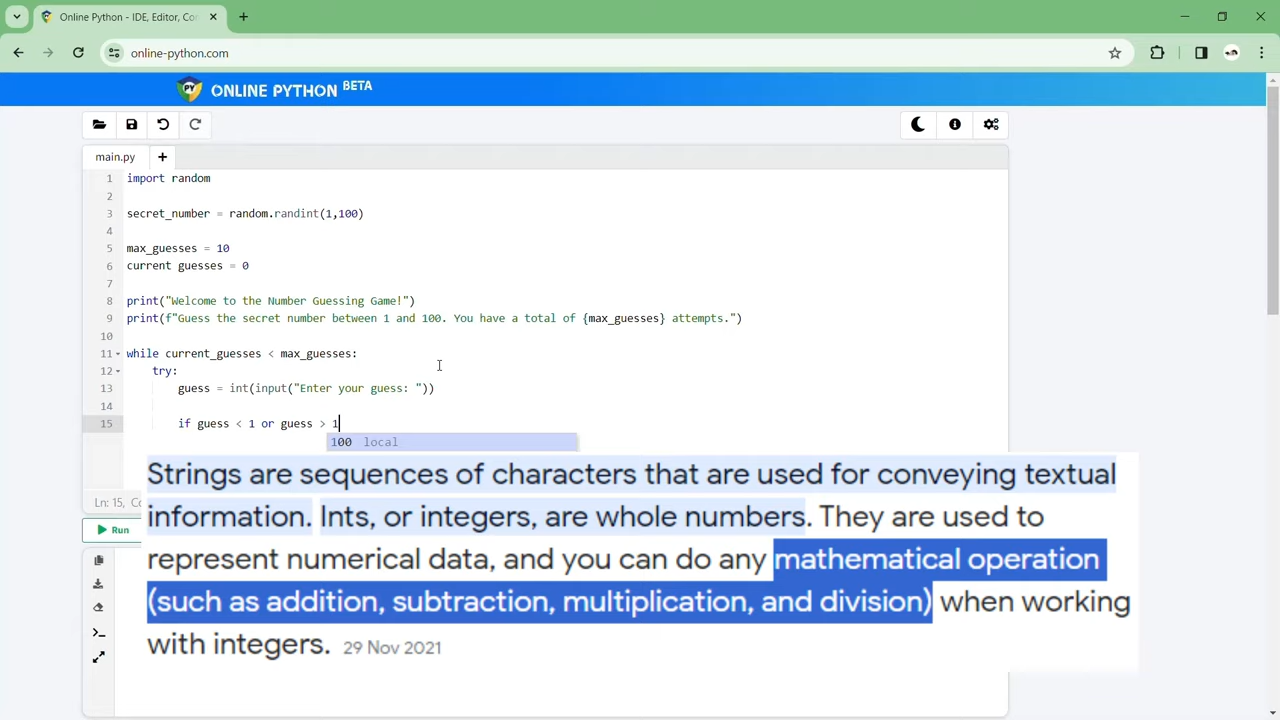 Online Python - IDE, Editor, Co
online-python.com
PY ONLINE PYTHON BETA
main.py
1 import random
2
3 secret_number = random.randint(1,100)
4
5 max_guesses = 10
6 current guesses = 0
7
8 print("Welcome to the Number Guessing Game!")
9 print(f"Guess the secret number between 1 and 100. You have a total of {max_guesses} attempts.")
10
11 while current_guesses < max_guesses:
12 try:
13 guess = int(input("Enter your guess: "))
14
15 if guess < 1 or guess > 1
100 local
Strings are sequences of characters that are used for conveying textual
information. Ints, or integers, are whole numbers. They are used to
represent numerical data, and you can do any mathematical operation
(such as addition, subtraction, multiplication, and division) when working
with integers. 29 Nov 2021
Ln: 15, Co
Run